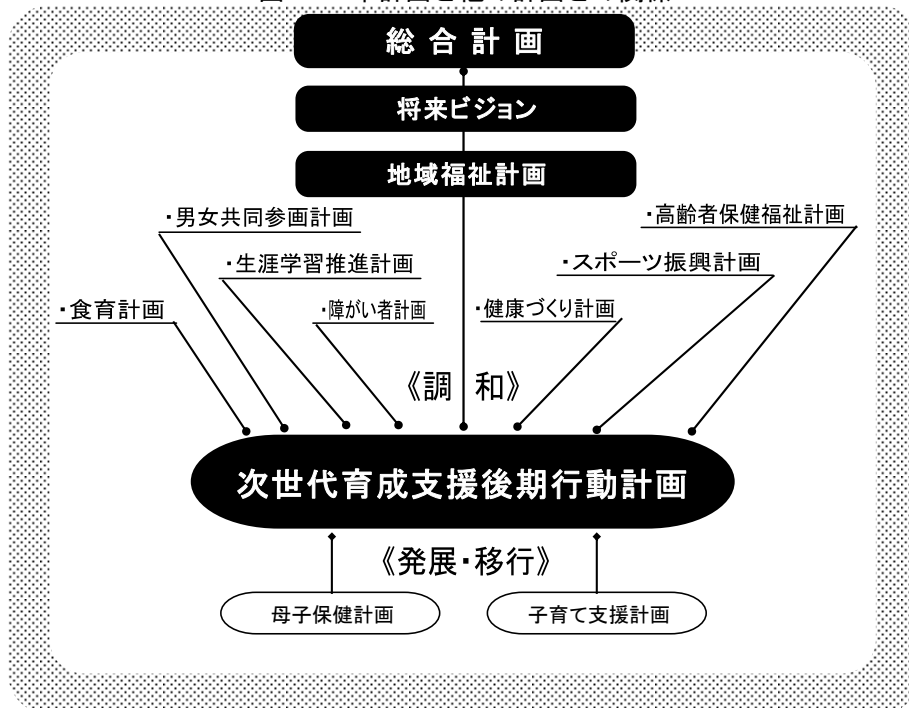 総合計画
将来ビジョン
地域福祉計画
・男女共同参画計画
・高齢者保健福祉計画
・生涯学習推進計画
・スポーツ振興計画
・食育計画
・障がい者計画
・健康づくり計画
《調 和》
次世代育成支援後期行動計画
《発展・移行》
母子保健計画
子育て支援計画